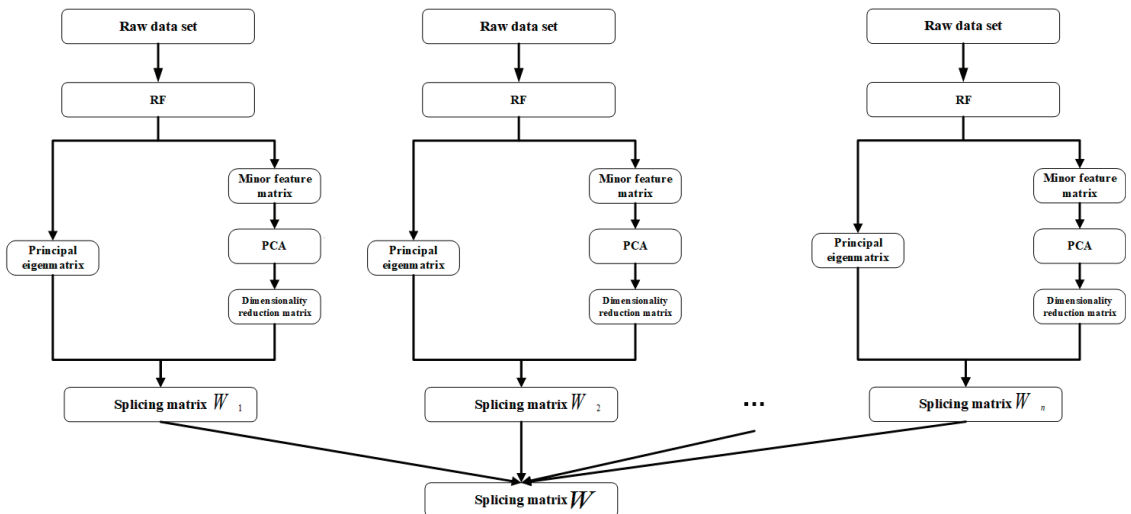 Raw data set
Raw data set
Raw data set
RF
RF
RF
Minor feature
matrix
Minor feature
matrix
Minor feature
matrix
Principal
eigenmatrix
PCA
Principal
eigenmatrix
PCA
Principal
eigenmatrix
PCA
Dimensionality
reduction matrix
Dimensionality
reduction matrix
Dimensionality
reduction matrix
Splicing matrix W 1
Splicing matrix W 2
...
Splicing matrix W n
Splicing matrix W